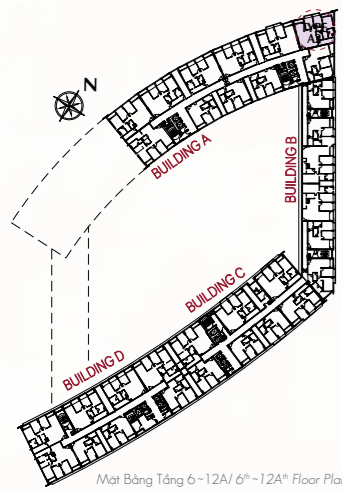 N
BUILDING A
BUILDING B
BUILDING C
BUILDING D
Mặt Bằng Tầng 6~12A/ 6th~12Ath Floor Plan